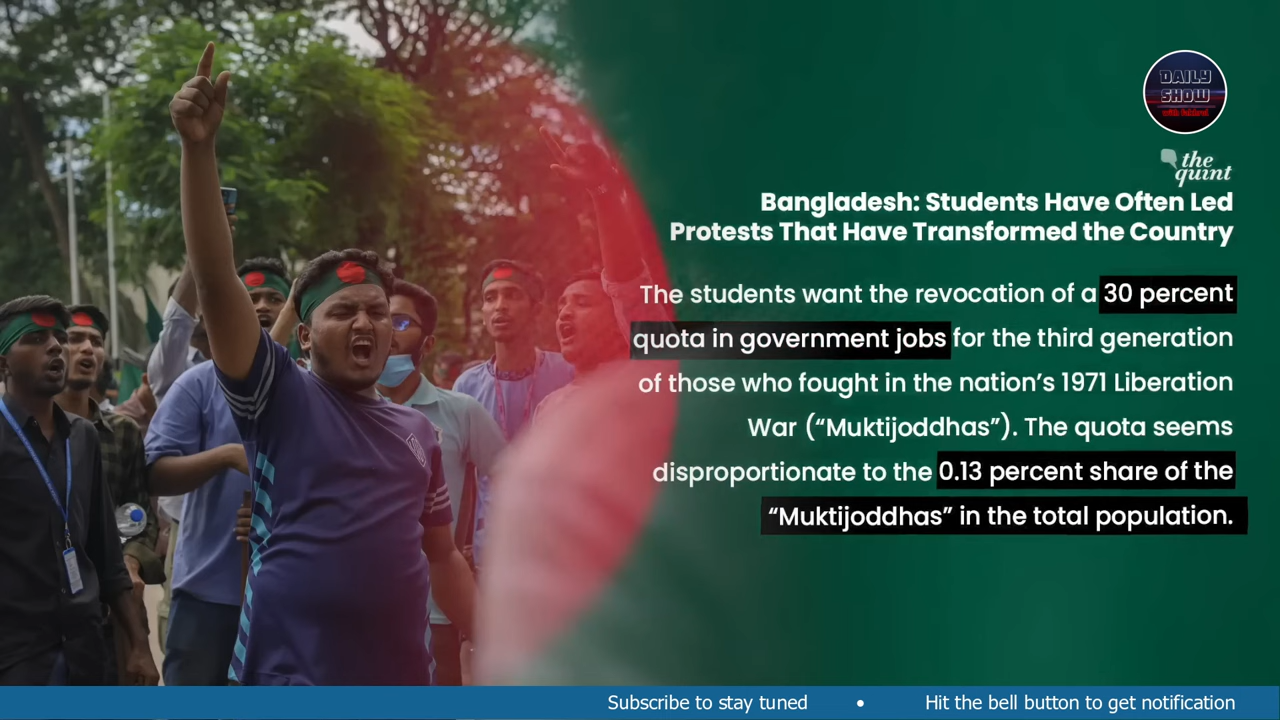 DAILY
SHOW
the
quint
Bangladesh: Students Have Often Led
Protests That Have Transformed the Country
The students want the revocation of a 30 percent
quota in government jobs for the third generation
of those who fought in the nation’s 1971 Liberation
War (“Muktijoddhas”). The quota seems
disproportionate to the 0.13 percent share of the
“Muktijoddhas” in the total population.
Subscribe to stay tuned • Hit the bell button to get notification